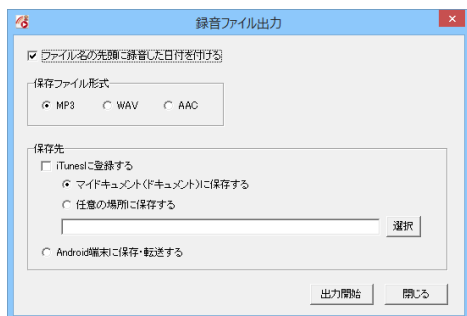 録音ファイル出力
ファイル名の先頭に録音した日付を付ける
保存ファイル形式
MP3 WAV AAC
保存先
iTunesに登録する
マイドキュメント(ドキュメント)に保存する
任意の場所に保存する
選択
Android端末に保存・転送する
出力開始 閉じる